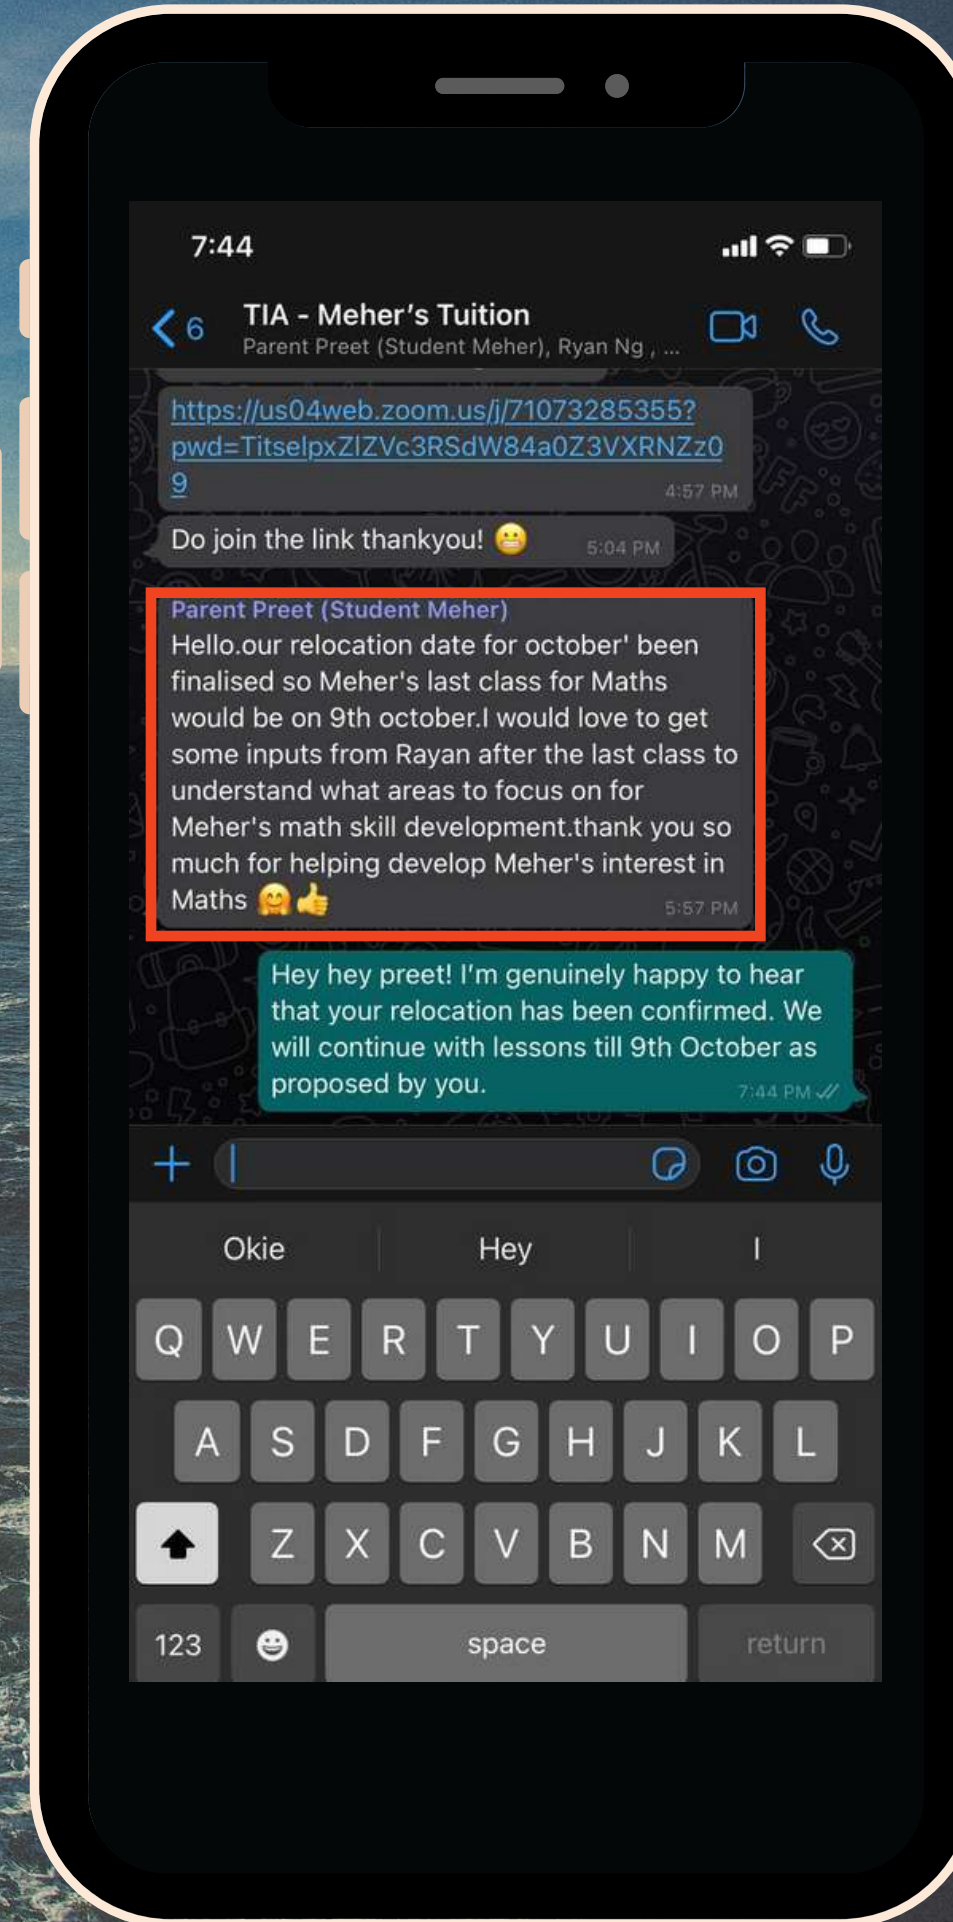 7:44
6
TIA - Meher's Tuition
Parent Preet (Student Meher), Ryan Ng , ...
https://us04web.zoom.us/j/71073285355?
pwd=TitselpxZlZVc3RSdW84a0Z3VXRNZz0
9
4:57 PM
Do join the link thankyou! 😬
5:04 PM
Parent Preet (Student Meher)
Hello.our relocation date for october' been
finalised so Meher's last class for Maths
would be on 9th october.I would love to get
some inputs from Rayan after the last class to
understand what areas to focus on for
Meher's math skill development.thank you so
much for helping develop Meher's interest in
Maths 🤗👍
5:57 PM
Hey hey preet! I'm genuinely happy to hear
that your relocation has been confirmed. We
will continue with lessons till 9th October as
proposed by you.
7:44 PM
Okie Hey I
Q W E R T Y U I O P
A S D F G H J K L
Z X C V B N M
123 space return